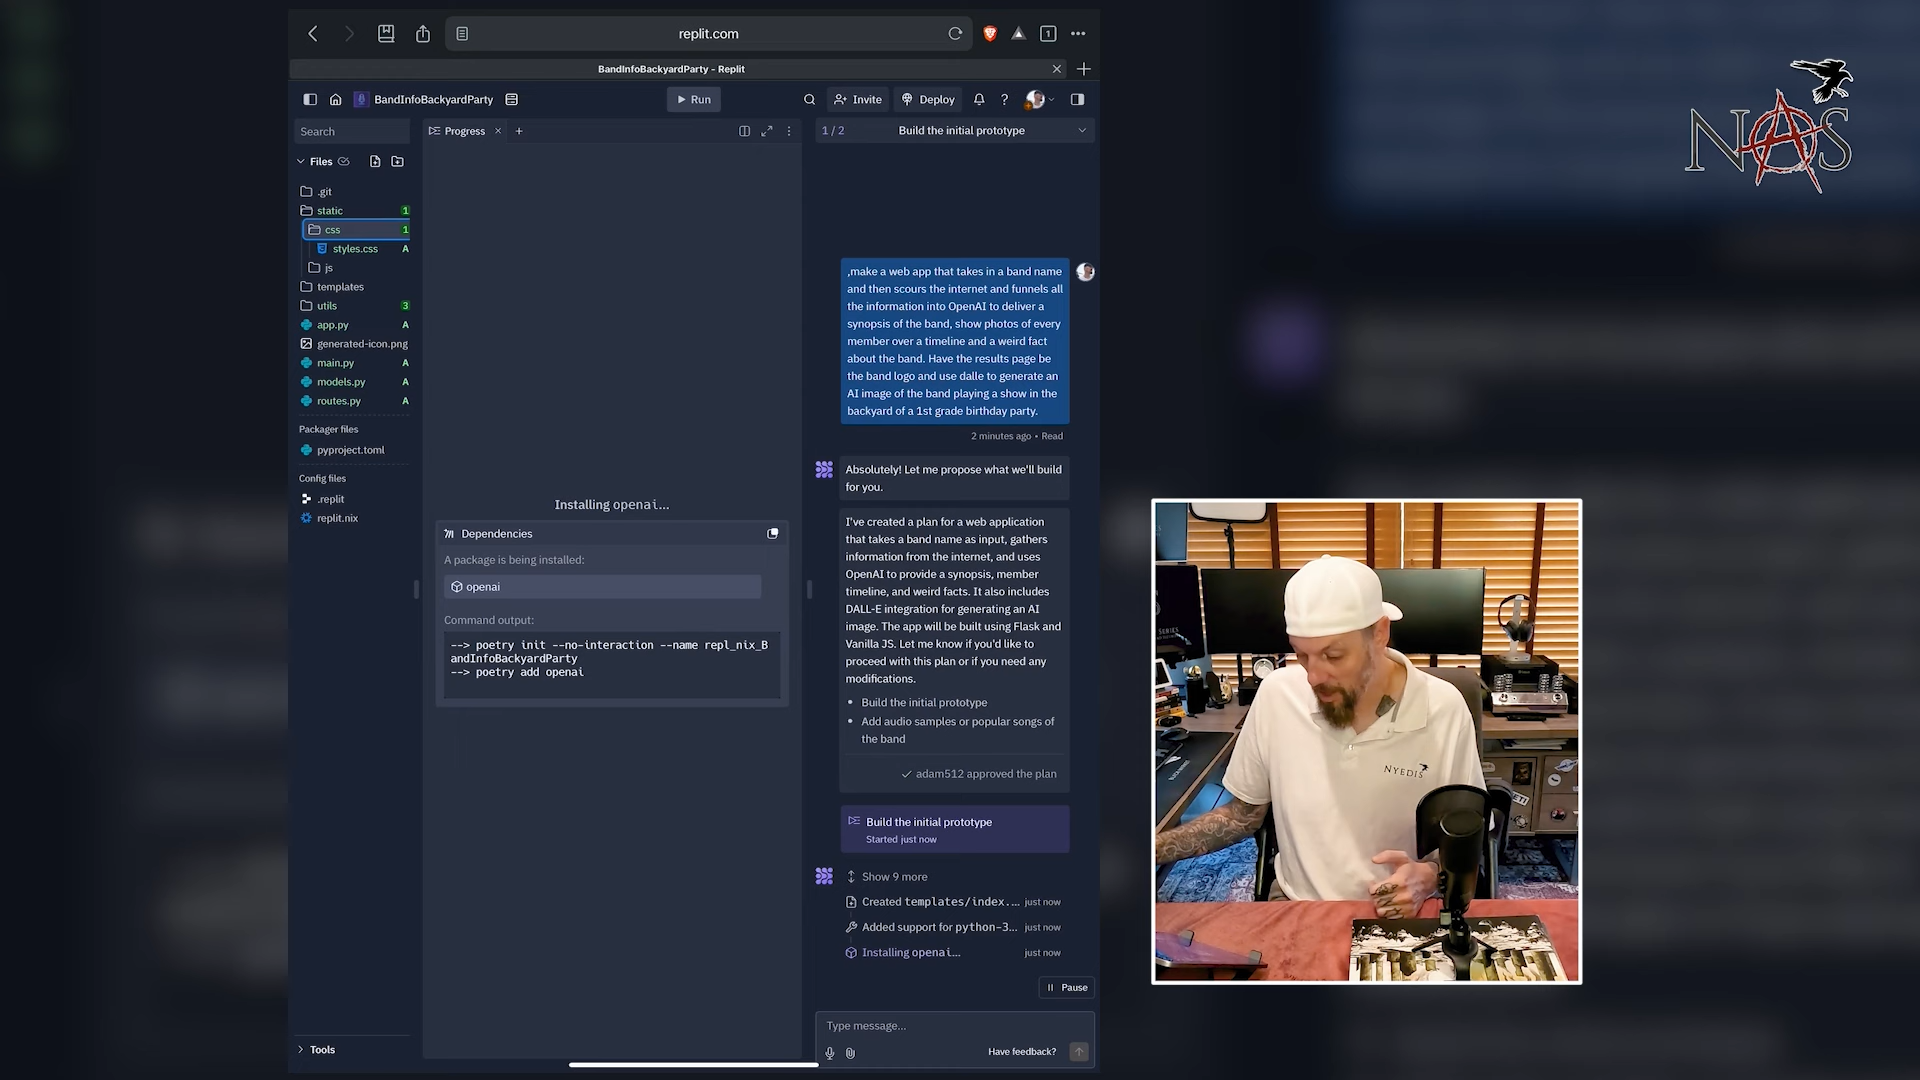 replit.com
1
BandInfoBackyardParty - Replit
BandInfoBackyardParty
Run
Invite
Deploy
Search
Progress
1 / 2
Build the initial prototype
Files
.git
static 1
css 1
styles.css A
js
templates
utils 3
app.py A
generated-icon.png
main.py A
models.py A
routes.py A
Packager files
pyproject.toml
Config files
.replit
replit.nix
Tools
Installing openai...
Dependencies
A package is being installed:
openai
Command output:
--> poetry init --no-interaction --name repl_nix_B
andInfoBackyardParty
--> poetry add openai
,make a web app that takes in a band name
and then scours the internet and funnels all
the information into OpenAI to deliver a
synopsis of the band, show photos of every
member over a timeline and a weird fact
about the band. Have the results page be
the band logo and use dalle to generate an
AI image of the band playing a show in the
backyard of a 1st grade birthday party.
2 minutes ago • Read
Absolutely! Let me propose what we'll build
for you.
I've created a plan for a web application
that takes a band name as input, gathers
information from the internet, and uses
OpenAI to provide a synopsis, member
timeline, and weird facts. It also includes
DALL-E integration for generating an AI
image. The app will be built using Flask and
Vanilla JS. Let me know if you'd like to
proceed with this plan or if you need any
modifications.
• Build the initial prototype
• Add audio samples or popular songs of
the band
adam512 approved the plan
Build the initial prototype
Started just now
Show 9 more
Created templates/index.... just now
Added support for python-3... just now
Installing openai... just now
Pause
Type message...
Have feedback?
NAS
NYEDIS